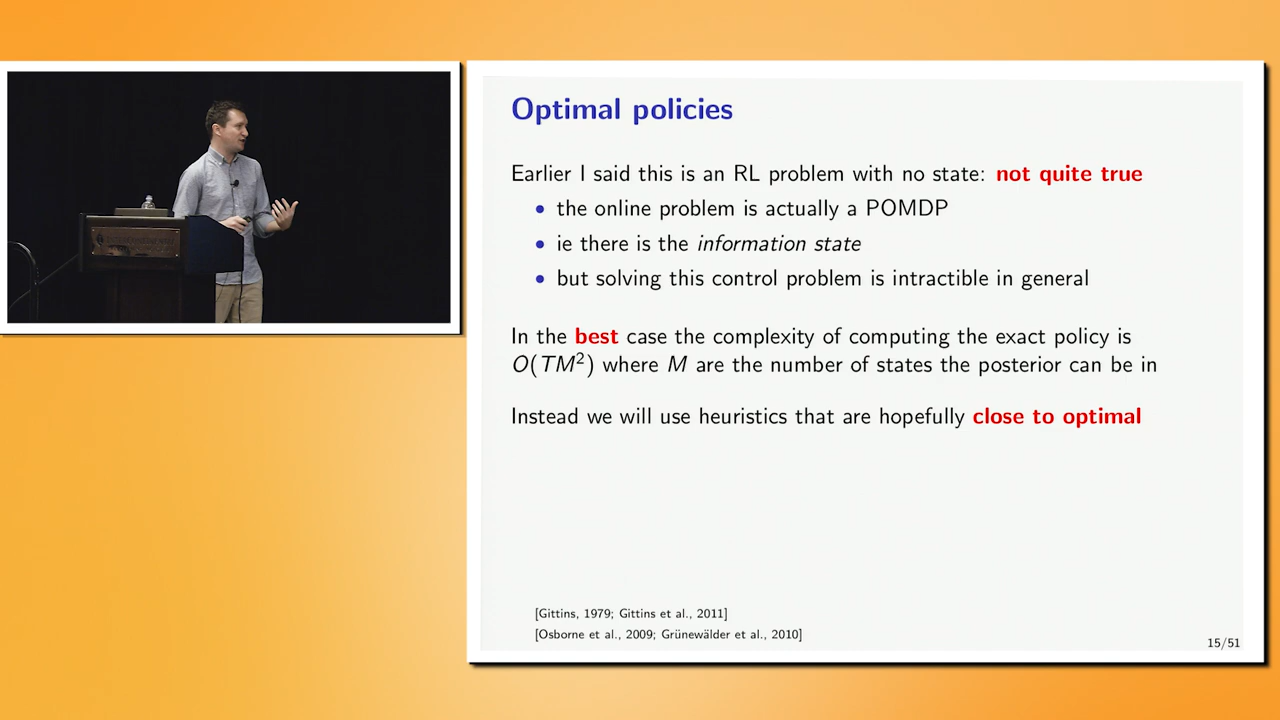 Optimal policies
Earlier I said this is an RL problem with no state: not quite true
• the online problem is actually a POMDP
• ie there is the information state
• but solving this control problem is intractible in general
In the best case the complexity of computing the exact policy is
O(TM²) where M are the number of states the posterior can be in
Instead we will use heuristics that are hopefully close to optimal
[Gittins, 1979; Gittins et al., 2011]
[Osborne et al., 2009; Grünewälder et al., 2010]
15/51